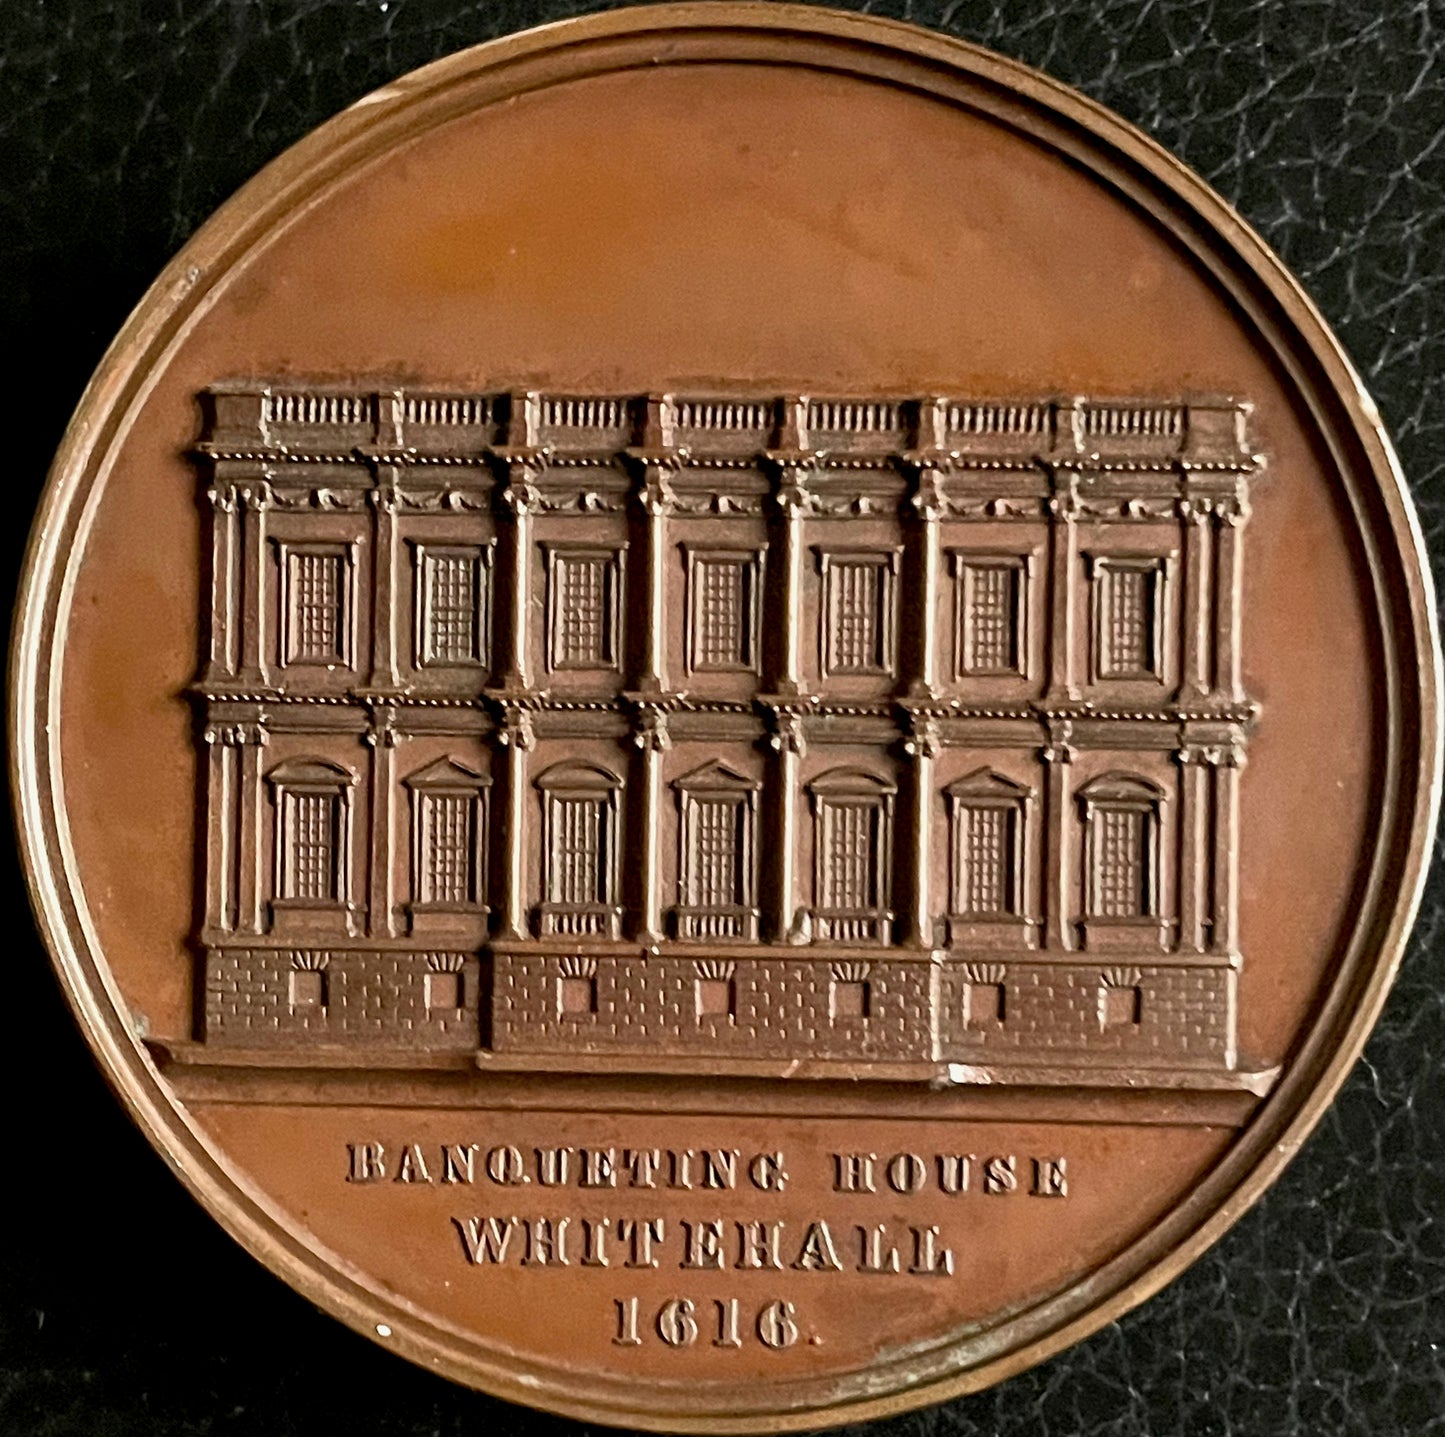 BANQUETING HOUSE
WHITEHALL
1616.